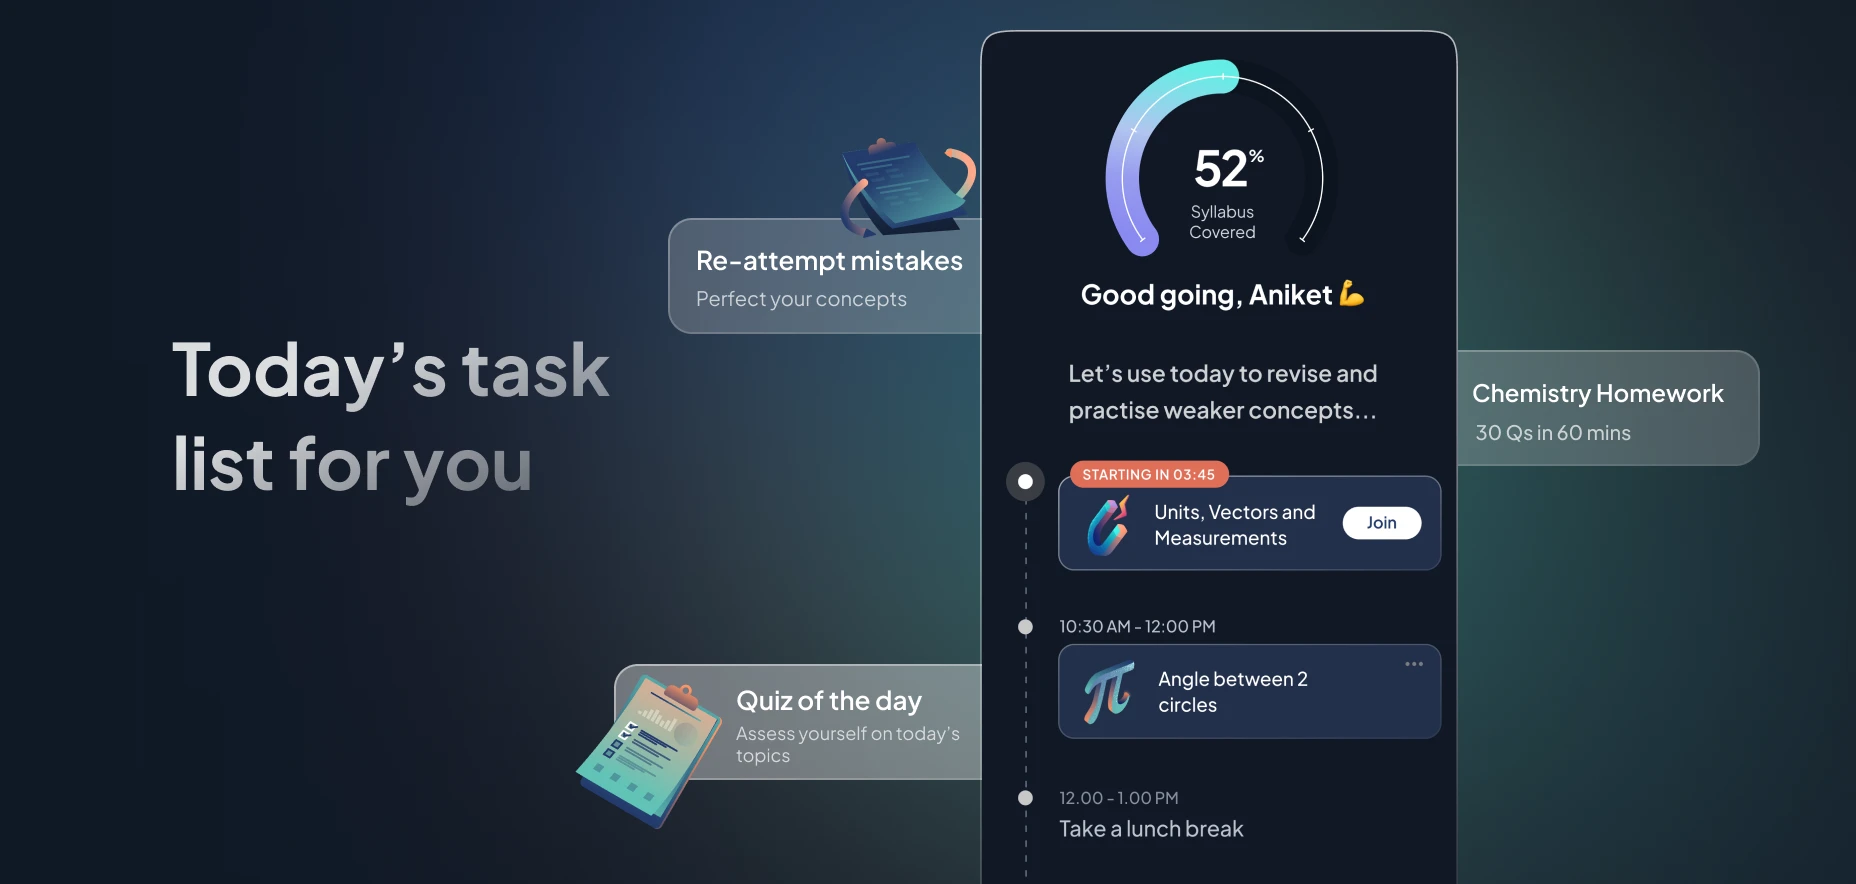 Today’s task
list for you
Re-attempt mistakes
Perfect your concepts
Quiz of the day
Assess yourself on today’s
topics
52%
Syllabus
Covered
Good going, Aniket 💪
Let’s use today to revise and
practise weaker concepts...
STARTING IN 03:45
Units, Vectors and
Measurements
Join
10:30 AM - 12:00 PM
Angle between 2
circles
12.00 - 1.00 PM
Take a lunch break
Chemistry Homework
30 Qs in 60 mins